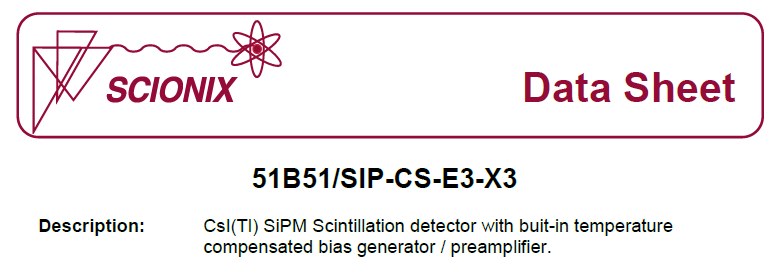 SCIONIX
Data Sheet
51B51/SIP-CS-E3-X3
Description: CsI(Tl) SiPM Scintillation detector with buit-in temperature
compensated bias generator / preamplifier.